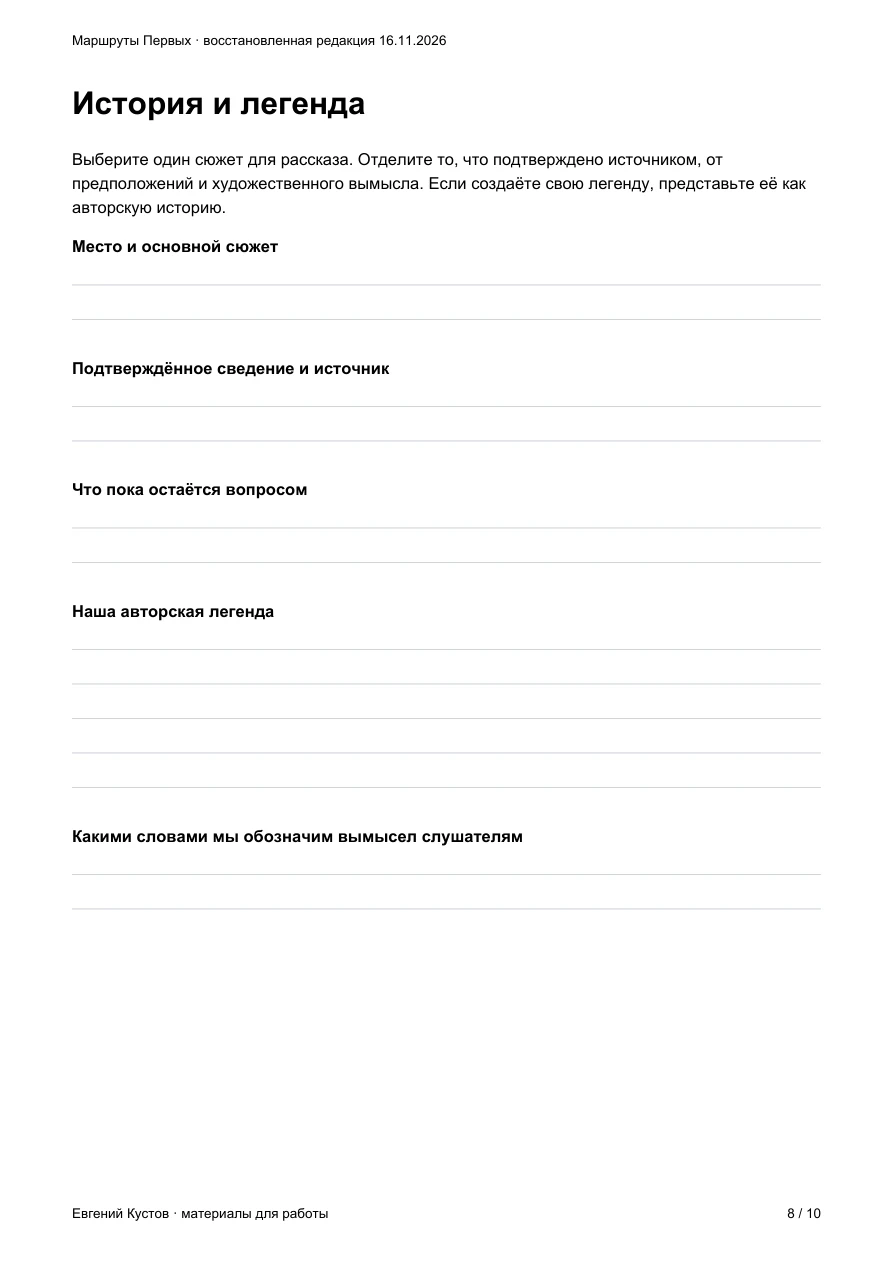 Маршруты Первых · восстановленная редакция 16.11.2026
История и легенда
Выберите один сюжет для рассказа. Отделите то, что подтверждено источником, от
предположений и художественного вымысла. Если создаёте свою легенду, представьте её как
авторскую историю.
Место и основной сюжет
Подтверждённое сведение и источник
Что пока остаётся вопросом
Наша авторская легенда
Какими словами мы обозначим вымысел слушателям
Евгений Кустов · материалы для работы
8 / 10